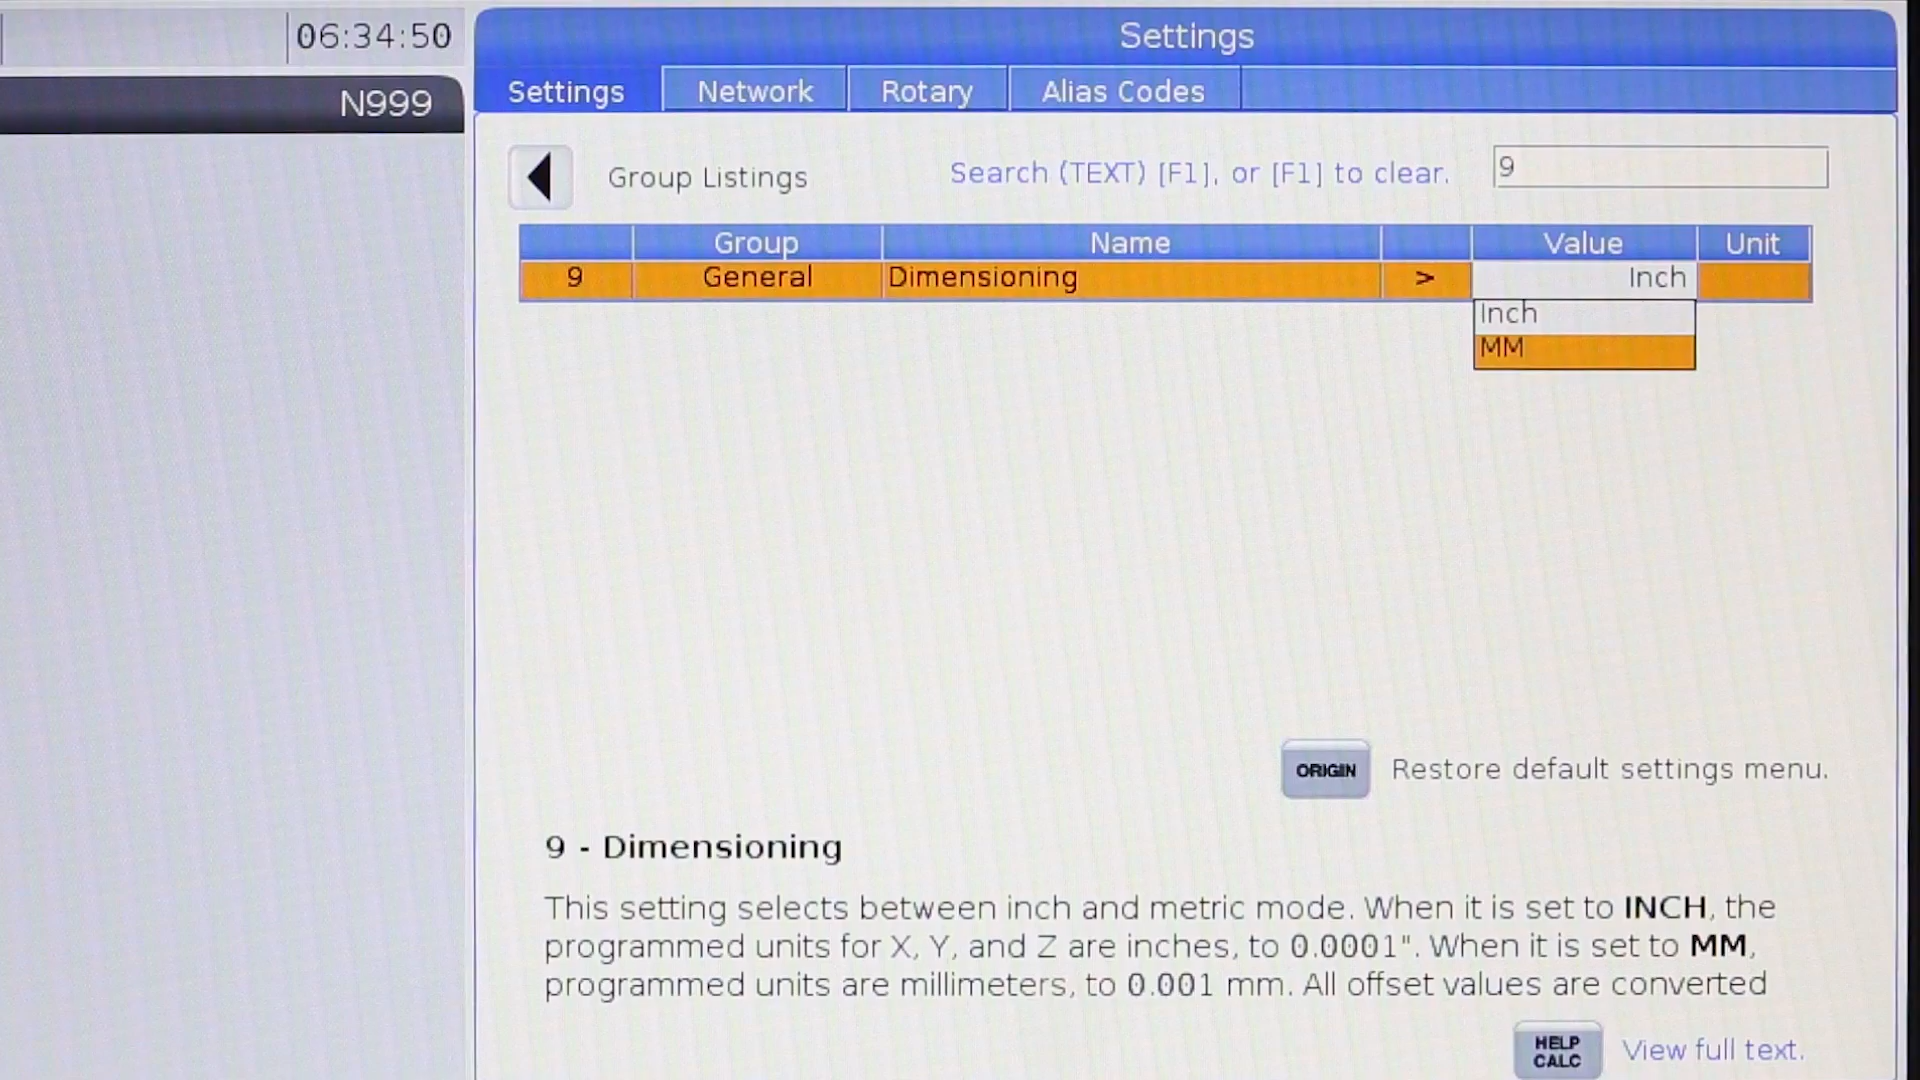 06:34:50
N999
Settings
Settings Network Rotary Alias Codes
Group Listings Search (TEXT) [F1], or [F1] to clear. 9
Group Name Value Unit
9 General Dimensioning > Inch
Inch
MM
ORIGIN Restore default settings menu.
9 - Dimensioning
This setting selects between inch and metric mode. When it is set to INCH, the
programmed units for X, Y, and Z are inches, to 0.0001". When it is set to MM,
programmed units are millimeters, to 0.001 mm. All offset values are converted
HELP
CALC View full text.